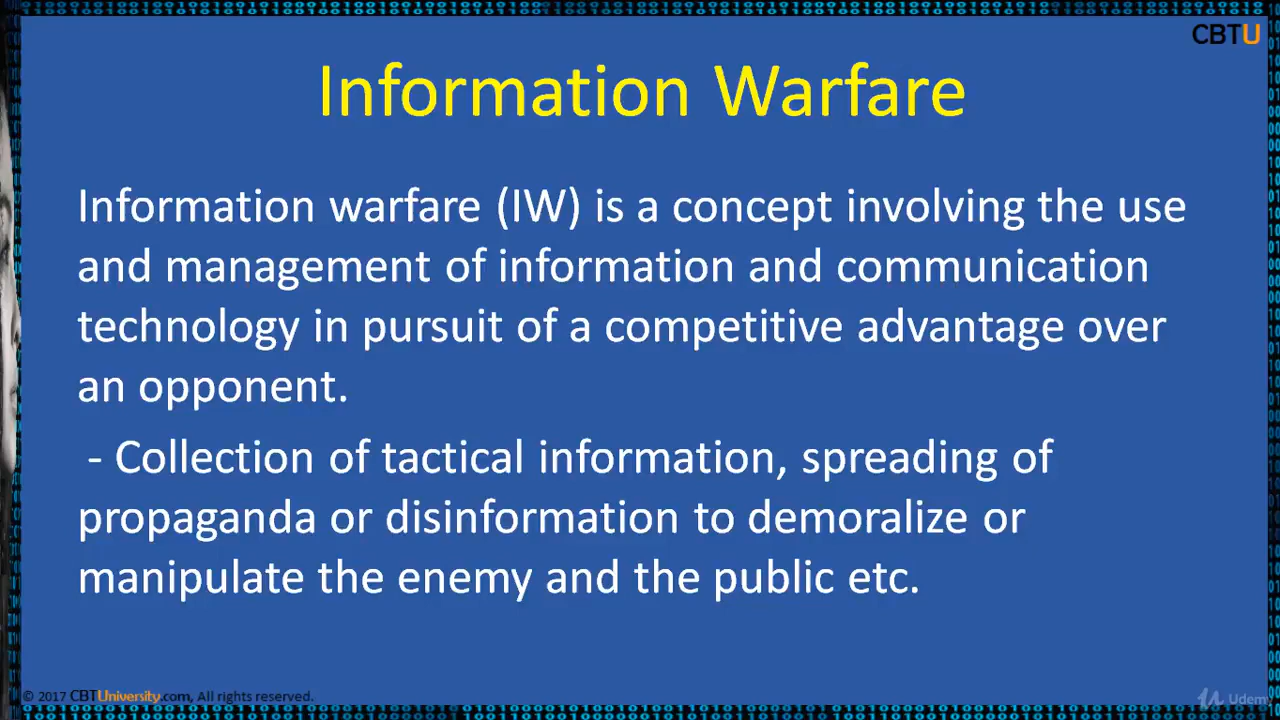 CBTU
Information Warfare
Information warfare (IW) is a concept involving the use
and management of information and communication
technology in pursuit of a competitive advantage over
an opponent.
- Collection of tactical information, spreading of
propaganda or disinformation to demoralize or
manipulate the enemy and the public etc.
© 2017 CBTUniversity.com, All rights reserved.
Udemy